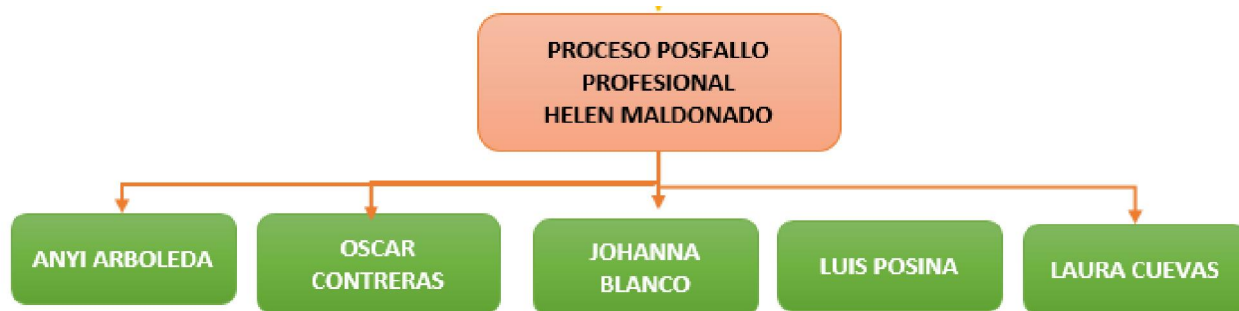 PROCESO POSFALLO
PROFESIONAL
HELEN MALDONADO
ANYI ARBOLEDA
OSCAR
CONTRERAS
JOHANNA
BLANCO
LUIS POSINA
LAURA CUEVAS